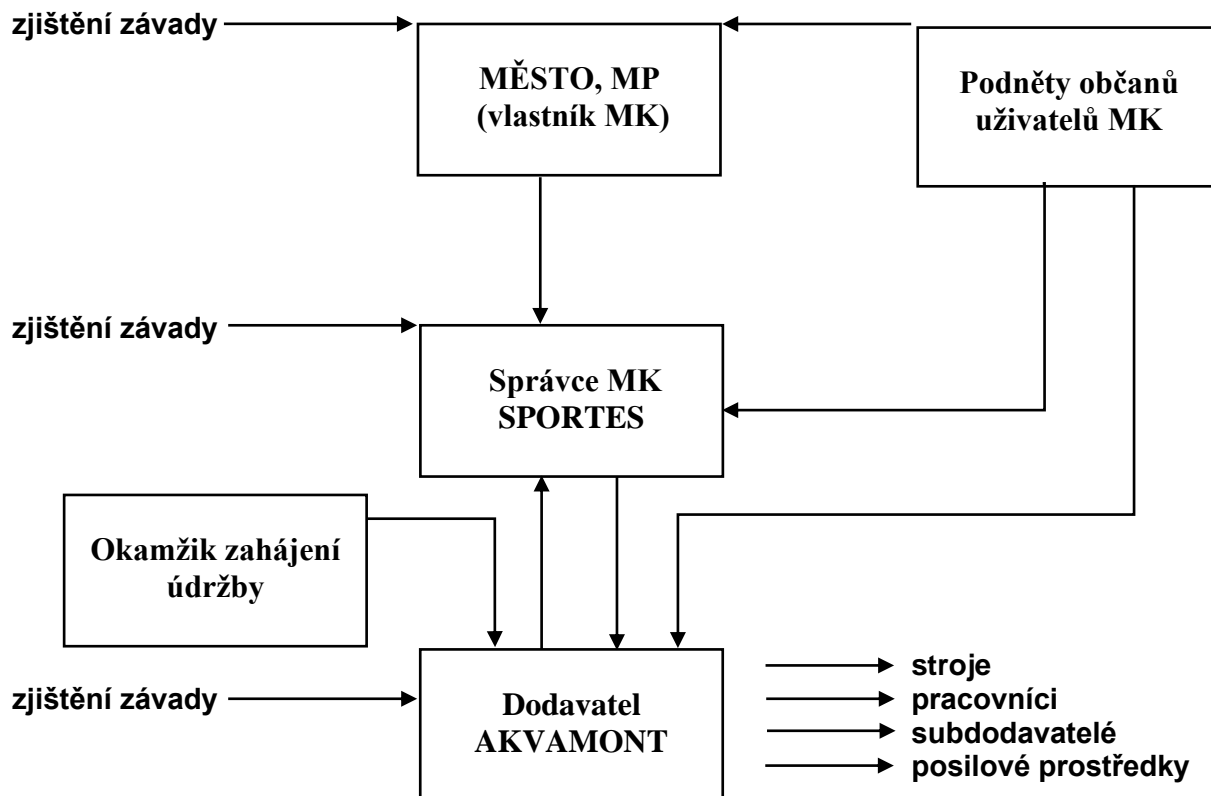 zjištění závady
MĚSTO, MP
(vlastník MK)
Podněty občanů
uživatelů MK
zjištění závady
Správce MK
SPORTES
Okamžik zahájení
údržby
zjištění závady
Dodavatel
AKVAMONT
stroje
pracovníci
subdodavatelé
posilové prostředky